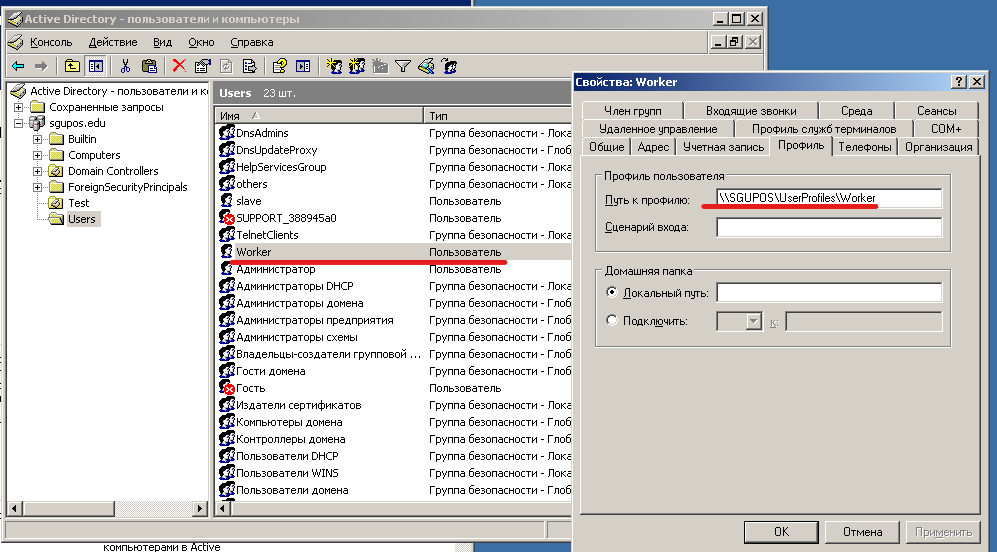 Active Directory - пользователи и компьютеры
Консоль Действие Вид Окно Справка
Active Directory - пользователи и к
Сохраненные запросы
sgupos.edu
Builtin
Computers
Domain Controllers
ForeignSecurityPrincipals
Test
Users
Users 23 шт.
Имя Тип
DnsAdmins Группа безопасности - Лока
DnsUpdateProxy Группа безопасности - Глоб
HelpServicesGroup Группа безопасности - Лока
others Группа безопасности - Глоб
slave Пользователь
SUPPORT_388945a0 Пользователь
TelnetClients Группа безопасности - Лока
Worker Пользователь
Администратор Пользователь
Администраторы DHCP Группа безопасности - Лока
Администраторы домена Группа безопасности - Глоб
Администраторы предприятия Группа безопасности - Глоб
Администраторы схемы Группа безопасности - Глоб
Владельцы-создатели групповой ... Группа безопасности - Глоб
Гости домена Группа безопасности - Глоб
Гость Пользователь
Издатели сертификатов Группа безопасности - Лока
Компьютеры домена Группа безопасности - Глоб
Контроллеры домена Группа безопасности - Глоб
Пользователи DHCP Группа безопасности - Лока
Пользователи WINS Группа безопасности - Лока
Пользователи домена Группа безопасности - Глоб
компьютерами в Active
Свойства: Worker
Член групп Входящие звонки Среда Сеансы
Удаленное управление Профиль служб терминалов COM+
Общие Адрес Учетная запись Профиль Телефоны Организация
Профиль пользователя
Путь к профилю: \\SGUPOS\UserProfiles\Worker
Сценарий входа:
Домашняя папка
Локальный путь:
Подключить: к:
OK Отмена Применить